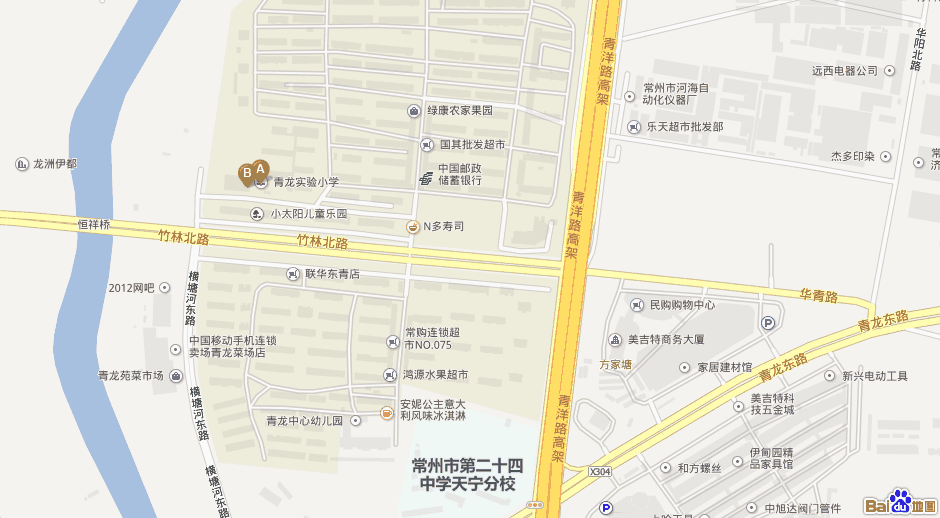 华阳北路
青洋路高架
远西电器公司
常州市河海自
动化仪器厂
绿康农家果园
乐天超市批发部
国其批发超市
杰多印染
常
济
龙洲伊都
B
A
中国邮政
储蓄银行
青龙实验小学
小太阳儿童乐园
青洋路高架
N多寿司
恒祥桥
竹林北路
竹林北路
横塘河东路
联华东青店
2012网吧
华青路
民购购物中心
P
青龙东路
常购连锁超
市NO.075
美吉特商务大厦
中国移动手机连锁
卖场青龙菜场店
方家塘
家居建材馆
青龙东路
青龙苑菜市场
鸿源水果超市
新兴电动工具
横塘河东路
安妮公主意大
利风味冰淇淋
青洋路高架
美吉特科
技五金城
青龙中心幼儿园
常州市第二十四
中学天宁分校
X304
和方螺丝
伊甸园精
品家具馆
横塘河东路
P
中旭达阀门管件
Bai du 地图